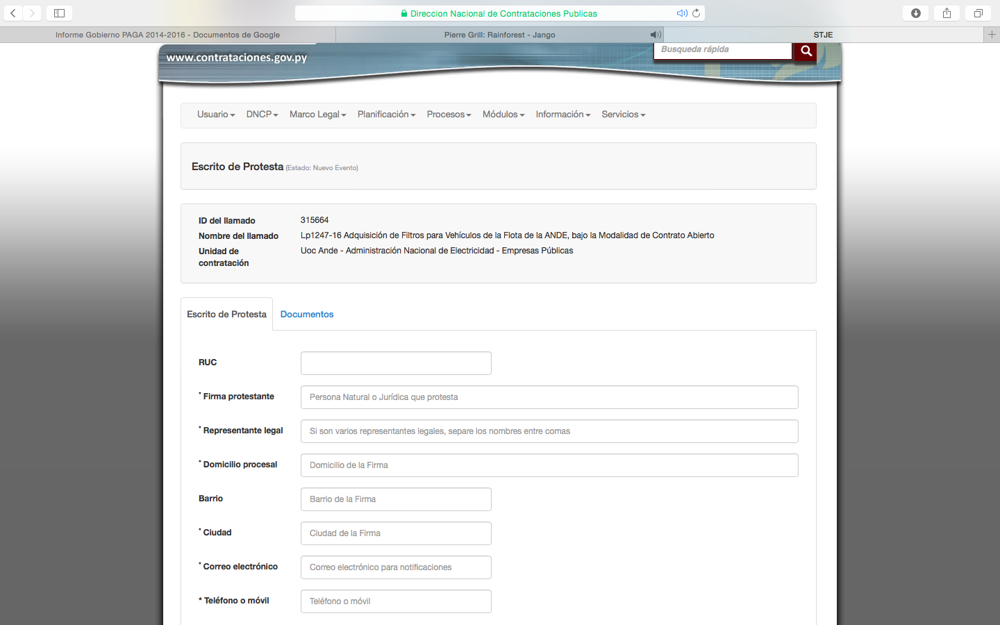 Direccion Nacional de Contrataciones Publicas
Informe Gobierno PAGA 2014-2016 - Documentos de Google
Pierre Grill: Rainforest - Jango
STJE
www.contrataciones.gov.py
Busqueda rápida
Usuario DNCP Marco Legal Planificación Procesos Módulos Información Servicios
Escrito de Protesta (Estado: Nuevo Evento)
ID del llamado 315664
Nombre del llamado Lp1247-16 Adquisición de Filtros para Vehículos de la Flota de la ANDE, bajo la Modalidad de Contrato Abierto
Unidad de Uoc Ande - Administración Nacional de Electricidad - Empresas Públicas
contratación
Escrito de Protesta Documentos
RUC
* Firma protestante Persona Natural o Jurídica que protesta
* Representante legal Si son varios representantes legales, separe los nombres entre comas
* Domicilio procesal Domicilio de la Firma
Barrio Barrio de la Firma
* Ciudad Ciudad de la Firma
* Correo electrónico Correo electrónico para notificaciones
* Teléfono o móvil Teléfono o móvil